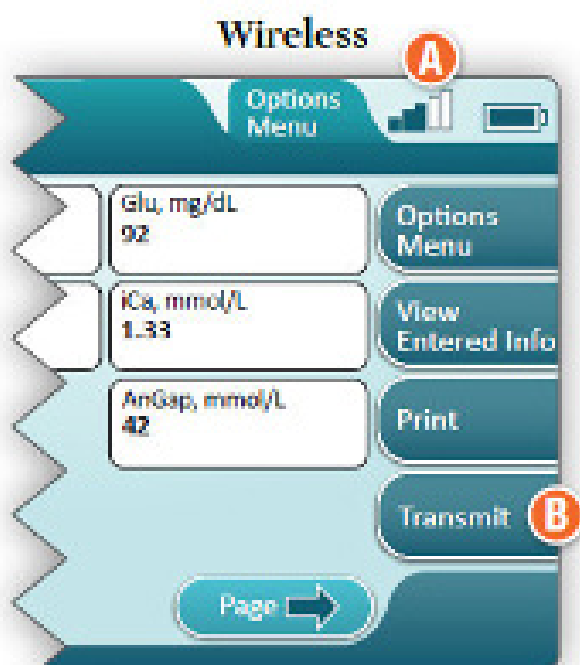 Wireless
A
Options
Menu
Glu, mg/dL
92
Options
Menu
iCa, mmol/L
1.33
View
Entered Info
AnGap, mmol/L
42
Print
Transmit
B
Page